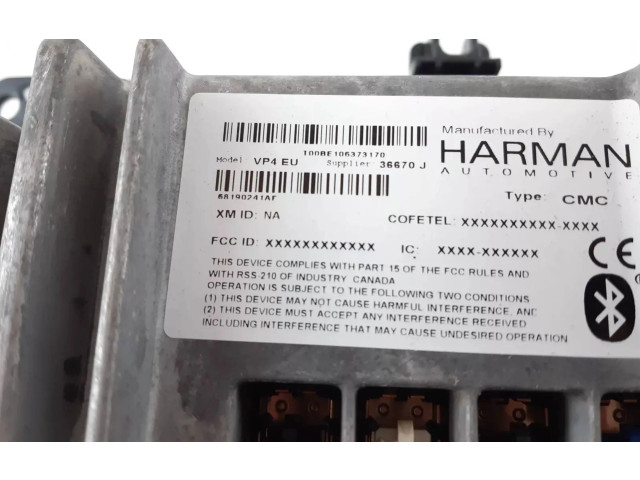 Manufactured By
100BE106373170
HARMAN
Model: VP4 EU Supplier: 36670 J
AUTOMOTIVE
68190241AF
Type: CMC
XM ID: NA
COFETEL: XXXXXXXXXX-XXXX
FCC ID: XXXXXXXXXXXX IC: XXXX-XXXXXX
CE
THIS DEVICE COMPLIES WITH PART 15 OF THE FCC RULES AND
WITH RSS-210 OF INDUSTRY CANADA
OPERATION IS SUBJECT TO THE FOLLOWING TWO CONDITIONS
(1) THIS DEVICE MAY NOT CAUSE HARMFUL INTERFERENCE, AND
(2) THIS DEVICE MUST ACCEPT ANY INTERFERENCE RECEIVED
INCLUDING INTERFERENCE THAT MAY CAUSE UNDESIRED OPERATION